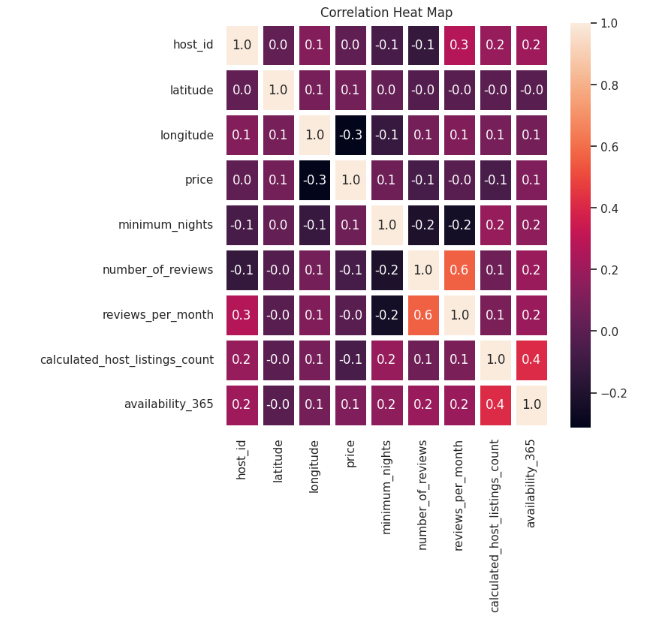 Correlation Heat Map
host_id 1.0 0.0 0.1 0.0 -0.1 -0.1 0.3 0.2 0.2
latitude 0.0 1.0 0.1 0.1 0.0 -0.0 -0.0 -0.0 -0.0
longitude 0.1 0.1 1.0 -0.3 -0.1 0.1 0.1 0.1 0.1
price 0.0 0.1 -0.3 1.0 0.1 -0.1 -0.0 -0.1 0.1
minimum_nights -0.1 0.0 -0.1 0.1 1.0 -0.2 -0.2 0.2 0.2
number_of_reviews -0.1 -0.0 0.1 -0.1 -0.2 1.0 0.6 0.1 0.2
reviews_per_month 0.3 -0.0 0.1 -0.0 -0.2 0.6 1.0 0.1 0.2
calculated_host_listings_count 0.2 -0.0 0.1 -0.1 0.2 0.1 0.1 1.0 0.4
availability_365 0.2 -0.0 0.1 0.1 0.2 0.2 0.2 0.4 1.0
host_id
latitude
longitude
price
minimum_nights
number_of_reviews
reviews_per_month
calculated_host_listings_count
availability_365
1.0
0.8
0.6
0.4
0.2
0.0
−0.2